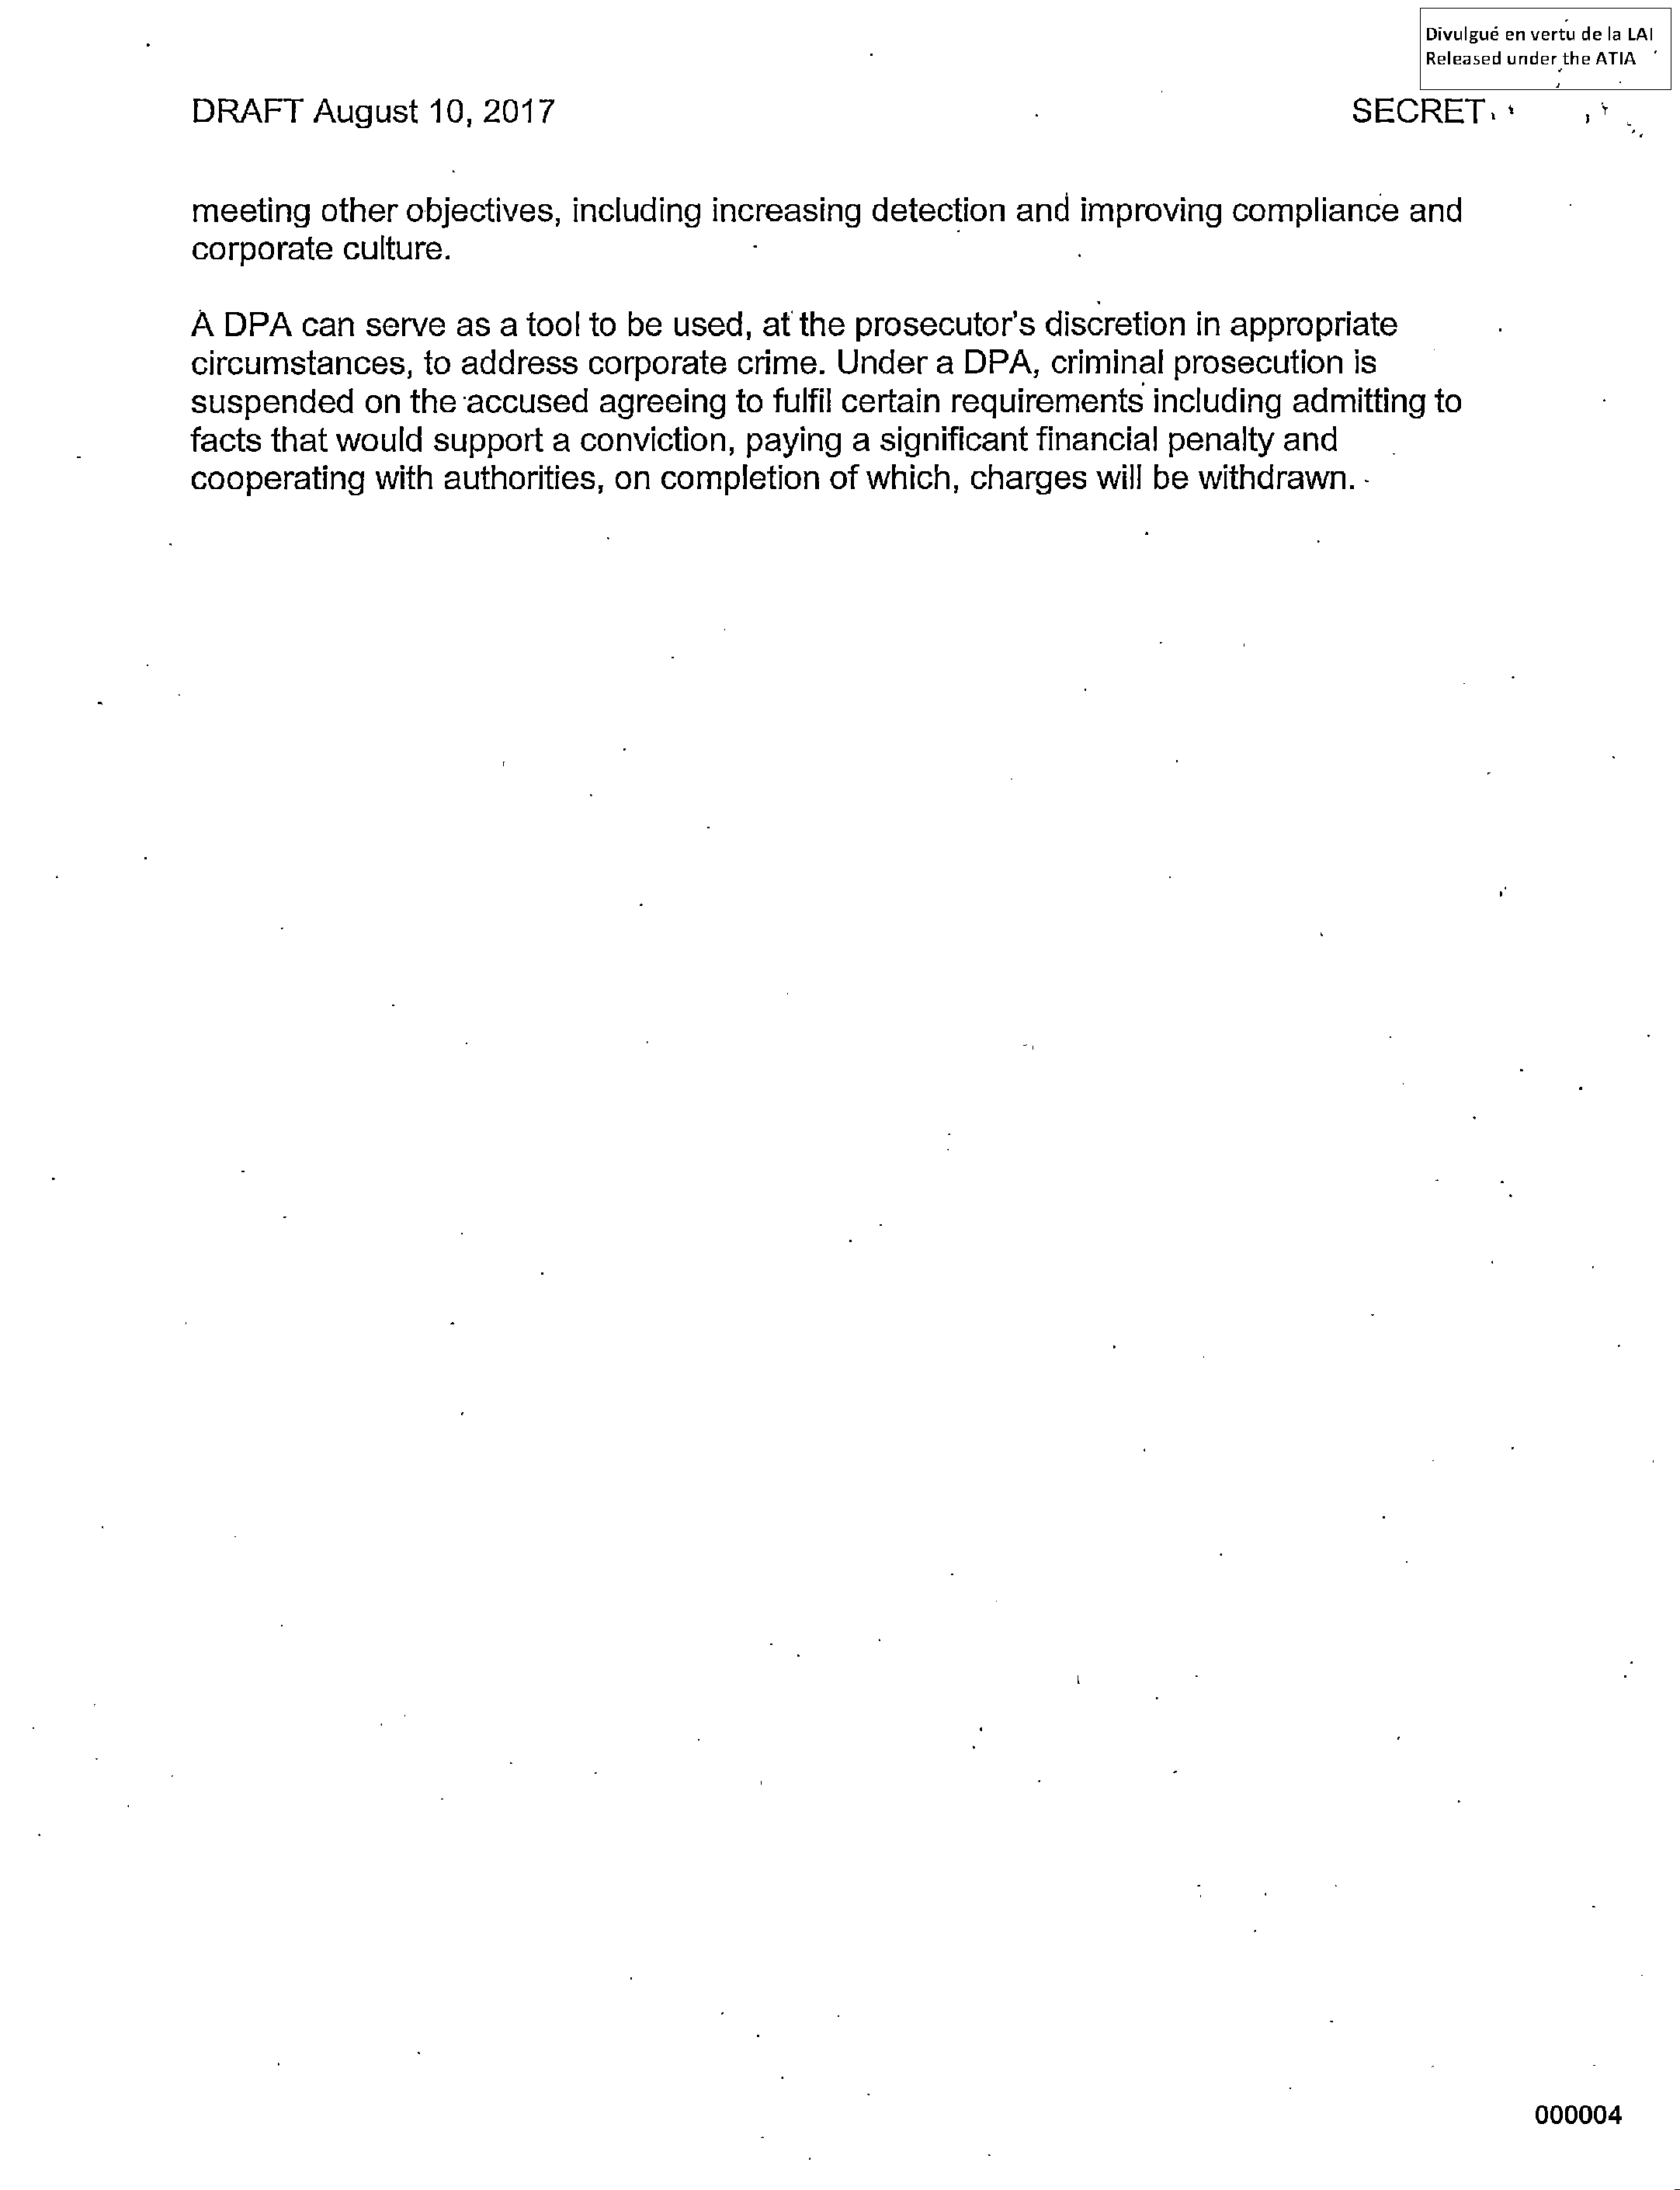 Divulgué en vertu de la LAI
Released under the ATIA
DRAFT August 10, 2017
SECRET
meeting other objectives, including increasing detection and improving compliance and
corporate culture.
A DPA can serve as a tool to be used, at the prosecutor's discretion in appropriate
circumstances, to address corporate crime. Under a DPA, criminal prosecution is
suspended on the accused agreeing to fulfil certain requirements including admitting to
facts that would support a conviction, paying a significant financial penalty and
cooperating with authorities, on completion of which, charges will be withdrawn.
000004